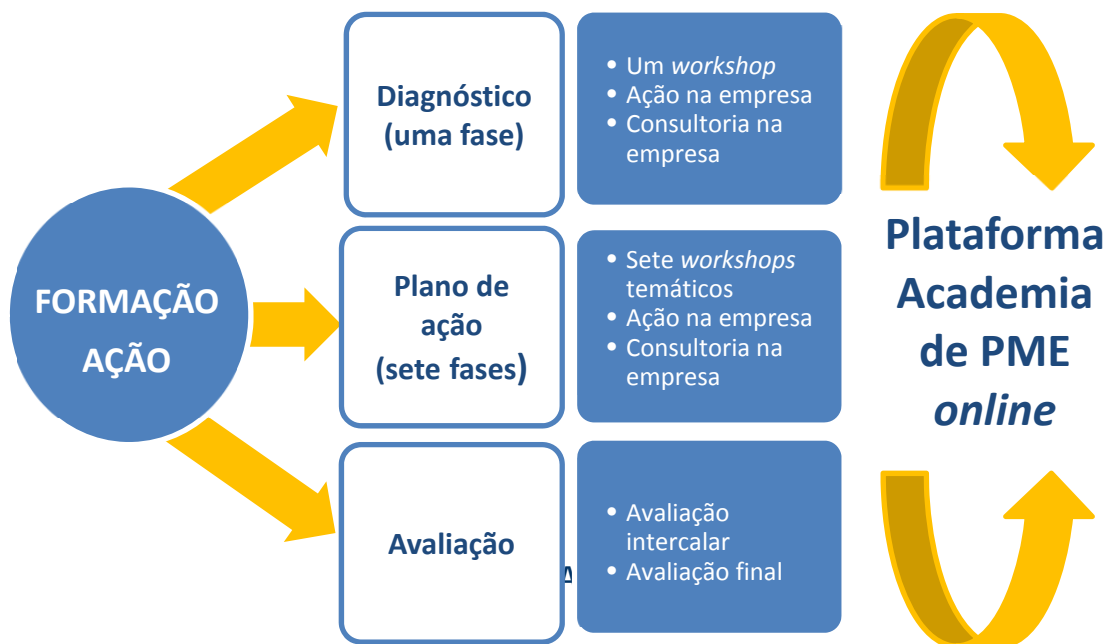 FORMAÇÃO
AÇÃO
Diagnóstico
(uma fase)
• Um workshop
• Ação na empresa
• Consultoria na
empresa
Plano de
ação
(sete fases)
• Sete workshops
temáticos
• Ação na empresa
• Consultoria na
empresa
Avaliação
• Avaliação
intercalar
• Avaliação final
Plataforma
Academia
de PME
online